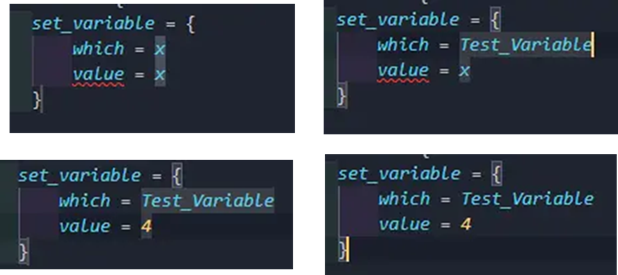 set_variable = {
which = x
value = x
}
set_variable = {
which = Test_Variable
value = x
}
set_variable = {
which = Test_Variable
value = 4
}
set_variable = {
which = Test_Variable
value = 4
}